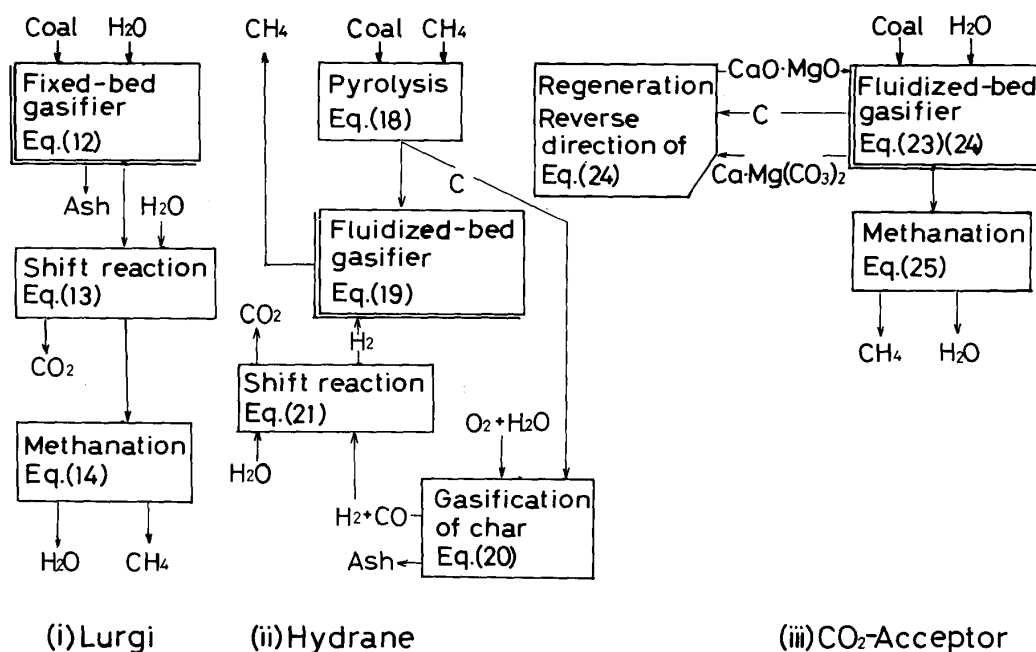 Coal H₂O
Fixed-bed
gasifier
Eq.(12)
Ash H₂O
Shift reaction
Eq.(13)
CO₂
Methanation
Eq.(14)
H₂O CH₄
(i) Lurgi
CH₄ Coal CH₄
Pyrolysis
Eq.(18)
C
Fluidized-bed
gasifier
Eq.(19)
CO₂ H₂
Shift reaction
Eq.(21)
H₂O
O₂+H₂O
H₂+CO
Gasification
of char
Eq.(20)
Ash
(ii) Hydrane
Coal H₂O
Regeneration
Reverse
direction of
Eq.(24)
CaO·MgO
C
Ca·Mg(CO₃)₂
Fluidized-bed
gasifier
Eq.(23)(24)
Methanation
Eq.(25)
CH₄ H₂O
(iii) CO₂-Acceptor